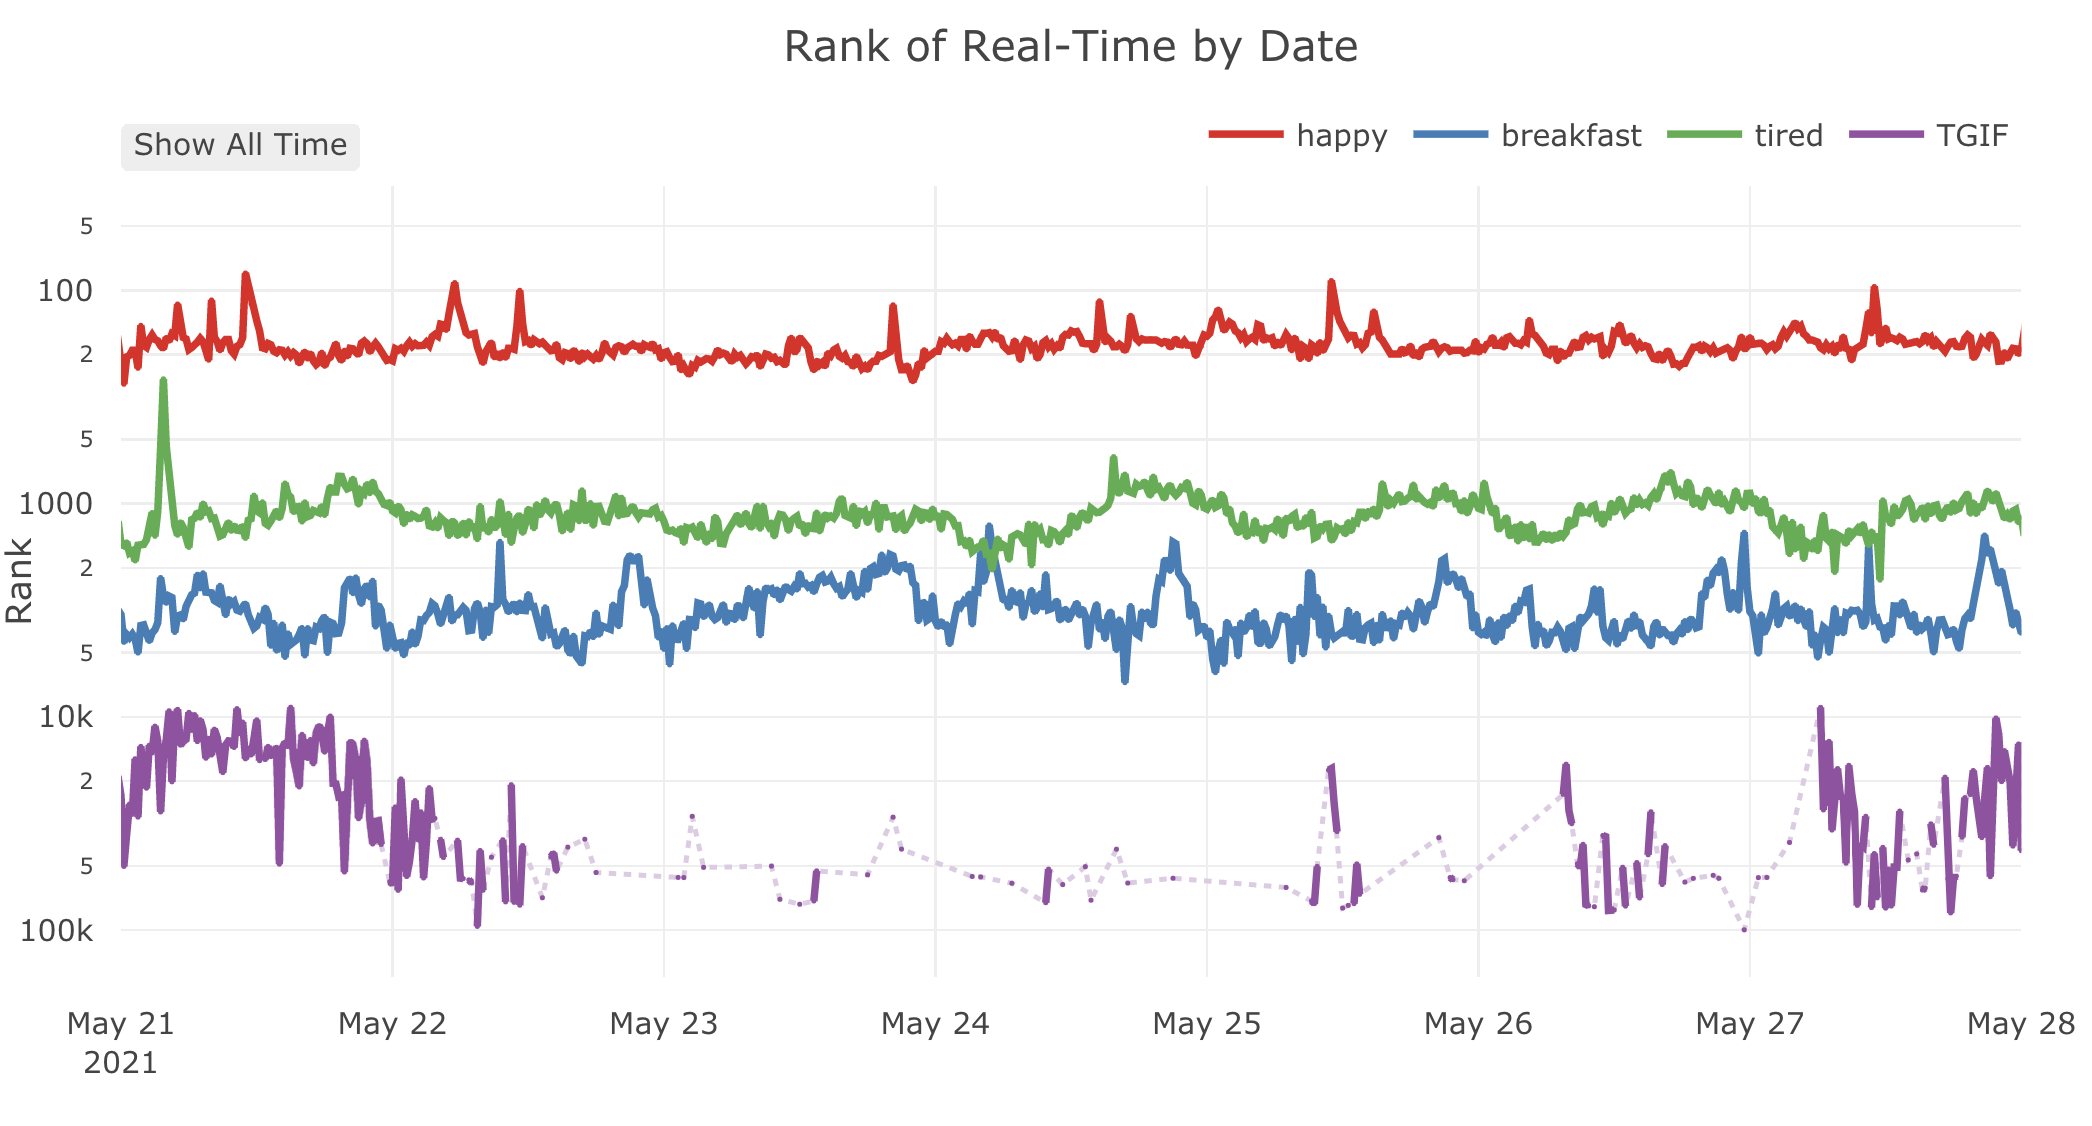 Rank of Real-Time by Date
Show All Time
happy
breakfast
tired
TGIF
5
100
2
5
1000
2
5
10k
2
5
100k
Rank
May 21
2021
May 22
May 23
May 24
May 25
May 26
May 27
May 28